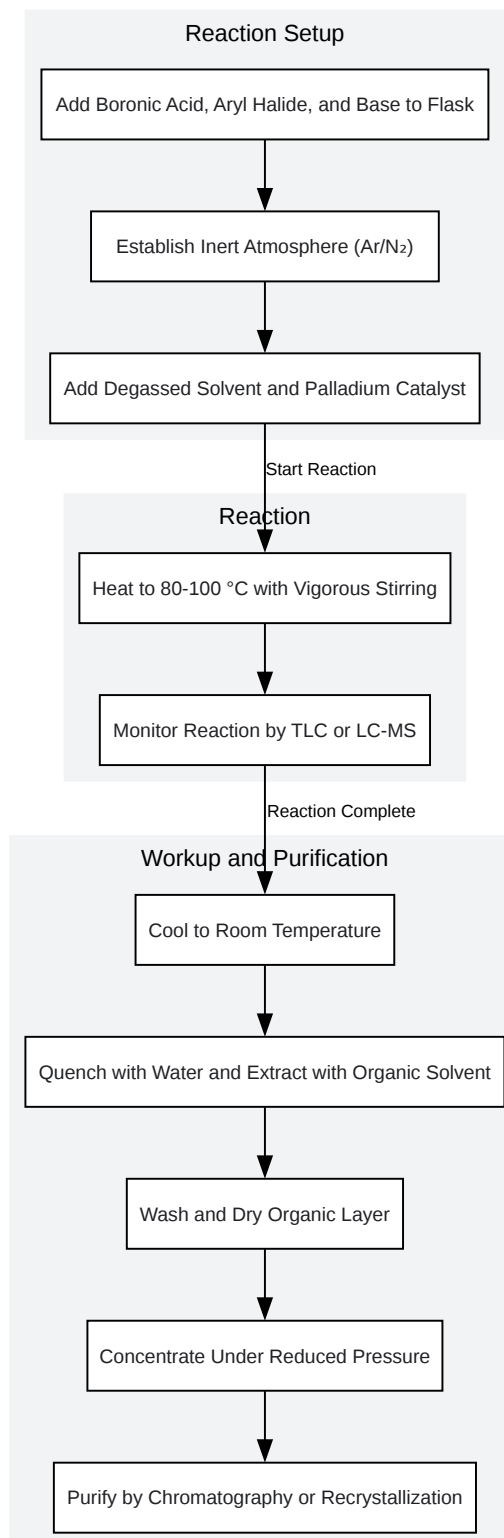 Reaction Setup
Add Boronic Acid, Aryl Halide, and Base to Flask
Establish Inert Atmosphere (Ar/N₂)
Add Degassed Solvent and Palladium Catalyst
Start Reaction
Reaction
Heat to 80-100 °C with Vigorous Stirring
Monitor Reaction by TLC or LC-MS
Reaction Complete
Workup and Purification
Cool to Room Temperature
Quench with Water and Extract with Organic Solvent
Wash and Dry Organic Layer
Concentrate Under Reduced Pressure
Purify by Chromatography or Recrystallization